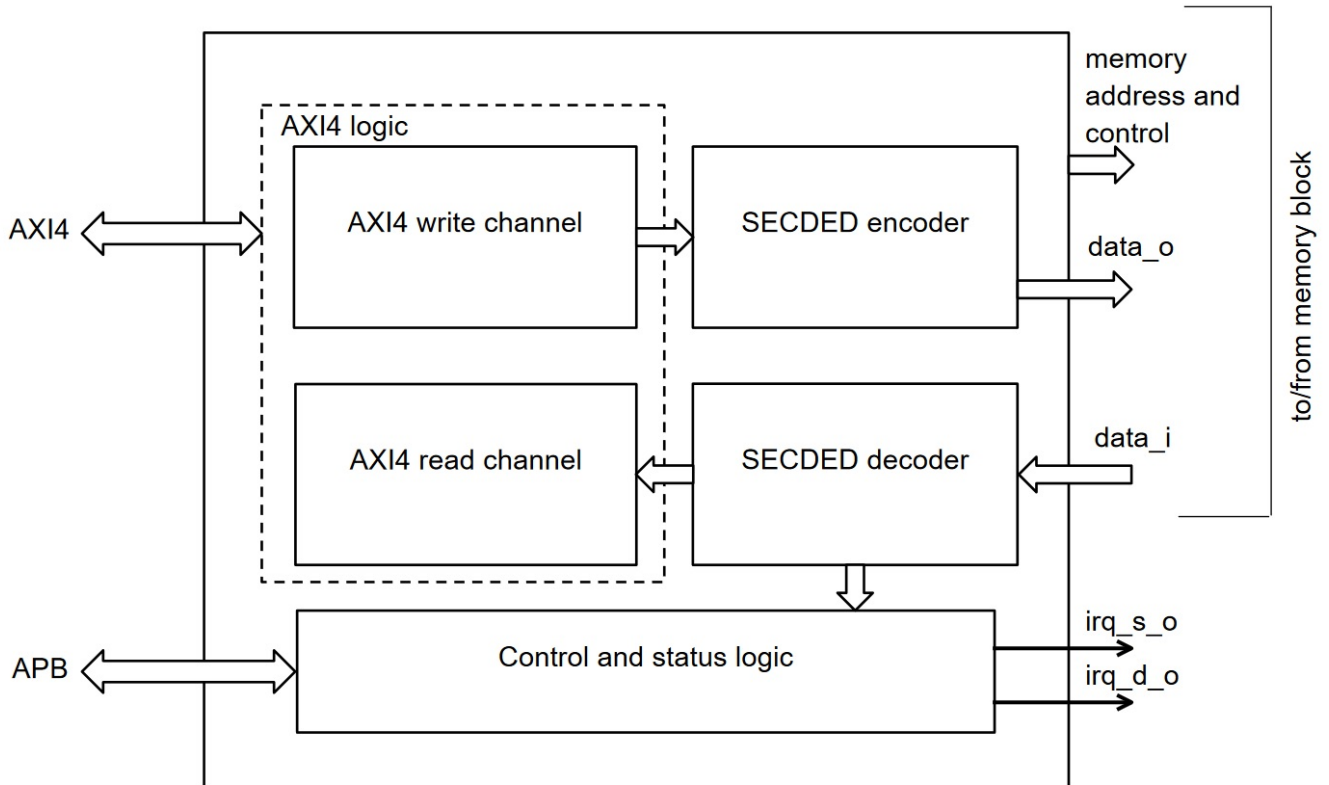 memory
address and
control
AXI4 logic
AXI4
AXI4 write channel
SECDED encoder
data_o
to/from memory block
AXI4 read channel
SECDED decoder
data_i
APB
Control and status logic
irq_s_o
irq_d_o